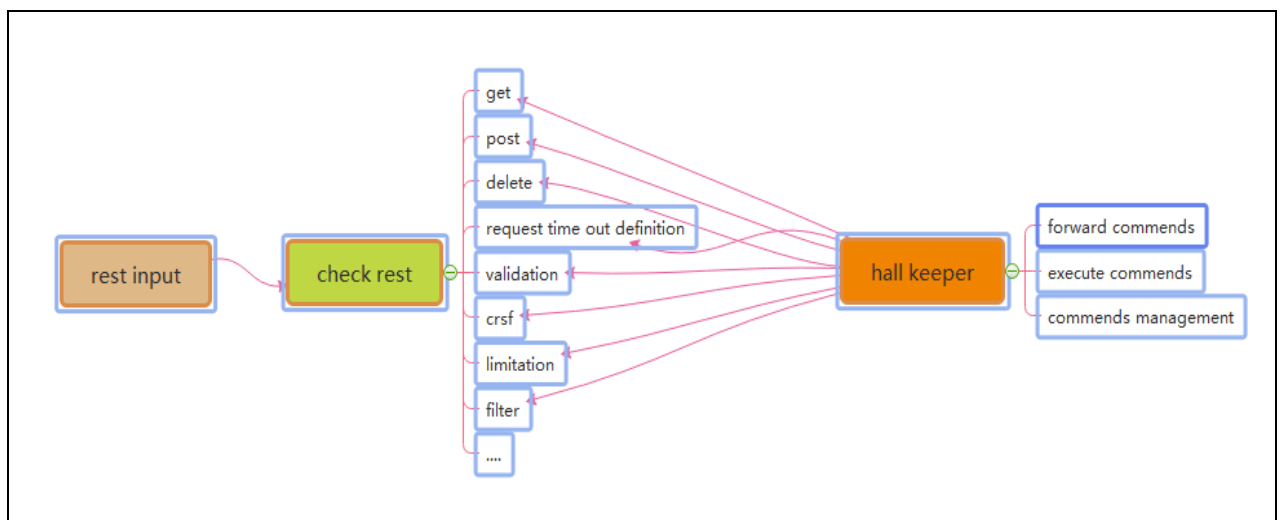 rest input
check rest
get
post
delete
request time out definition
validation
crsf
limitation
filter
....
hall keeper
forward commends
execute commends
commends management